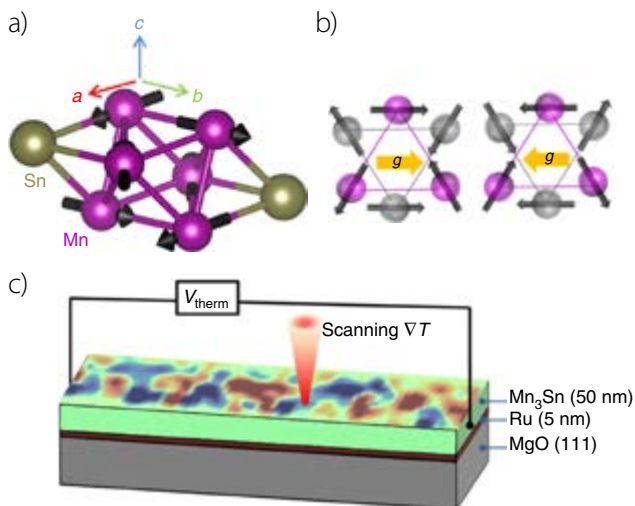 a)
b)
c
a
b
Sn
Mn
g
g
c)
V_therm
Scanning ∇T
Mn₃Sn (50 nm)
Ru (5 nm)
MgO (111)